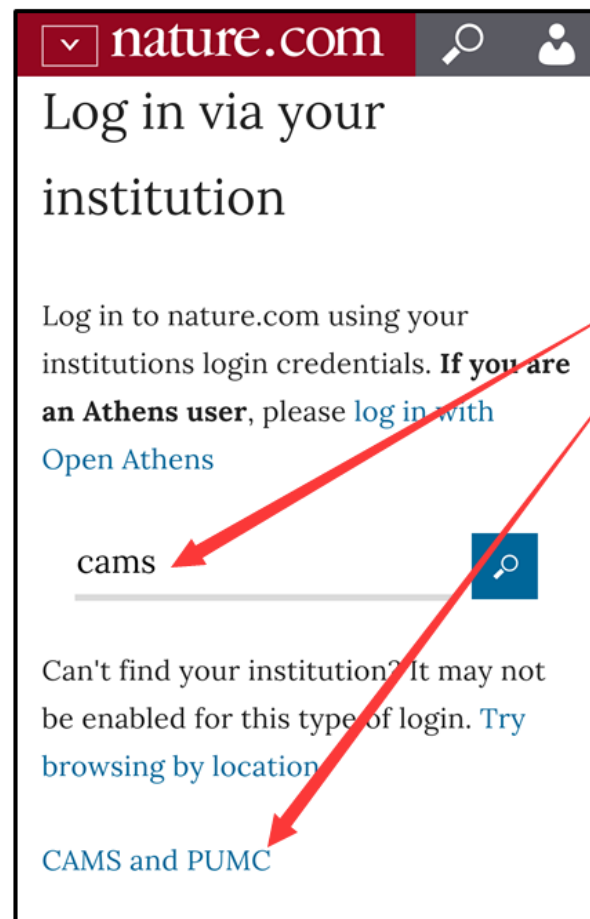 nature.com
Log in via your
institution
Log in to nature.com using your
institutions login credentials. If you are
an Athens user, please log in with
Open Athens
cams
Can't find your institution? It may not
be enabled for this type of login. Try
browsing by location
CAMS and PUMC